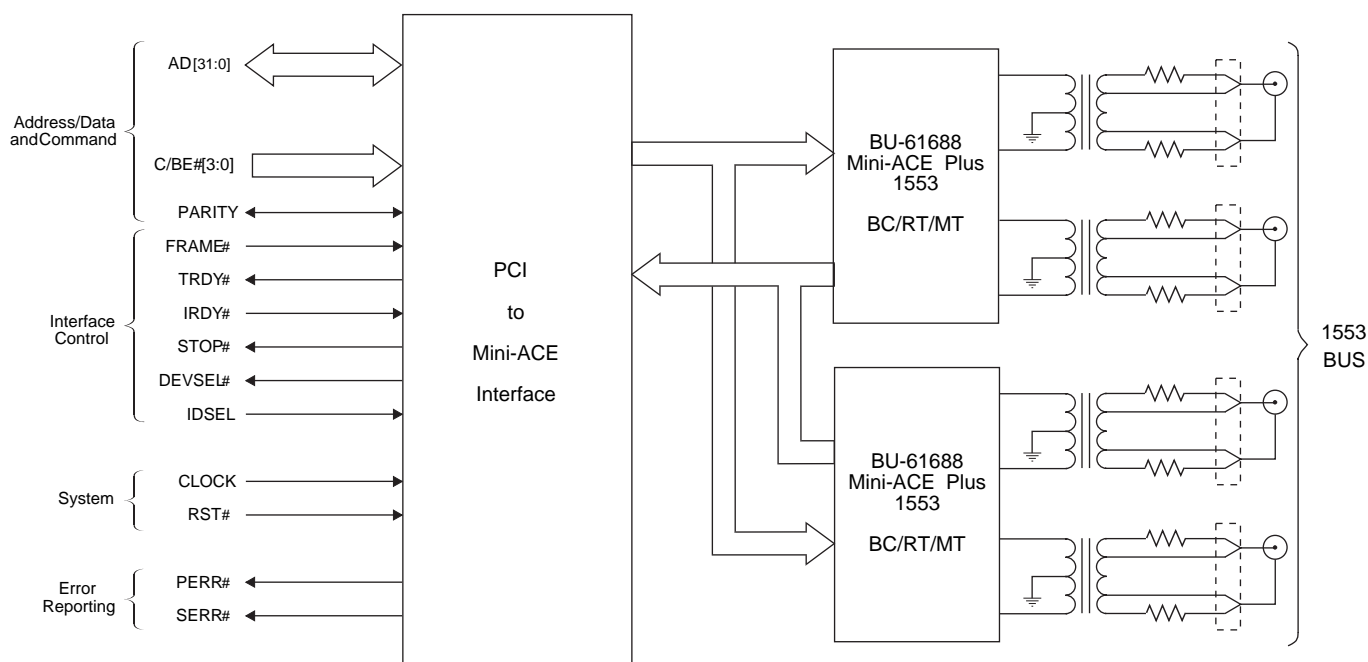 Address/Data
and Command
AD[31:0]
C/BE#[3:0]
PARITY
Interface
Control
FRAME#
TRDY#
IRDY#
STOP#
DEVSEL#
IDSEL
System
CLOCK
RST#
Error
Reporting
PERR#
SERR#
PCI
to
Mini-ACE
Interface
BU-61688
Mini-ACE Plus
1553
BC/RT/MT
BU-61688
Mini-ACE Plus
1553
BC/RT/MT
1553
BUS